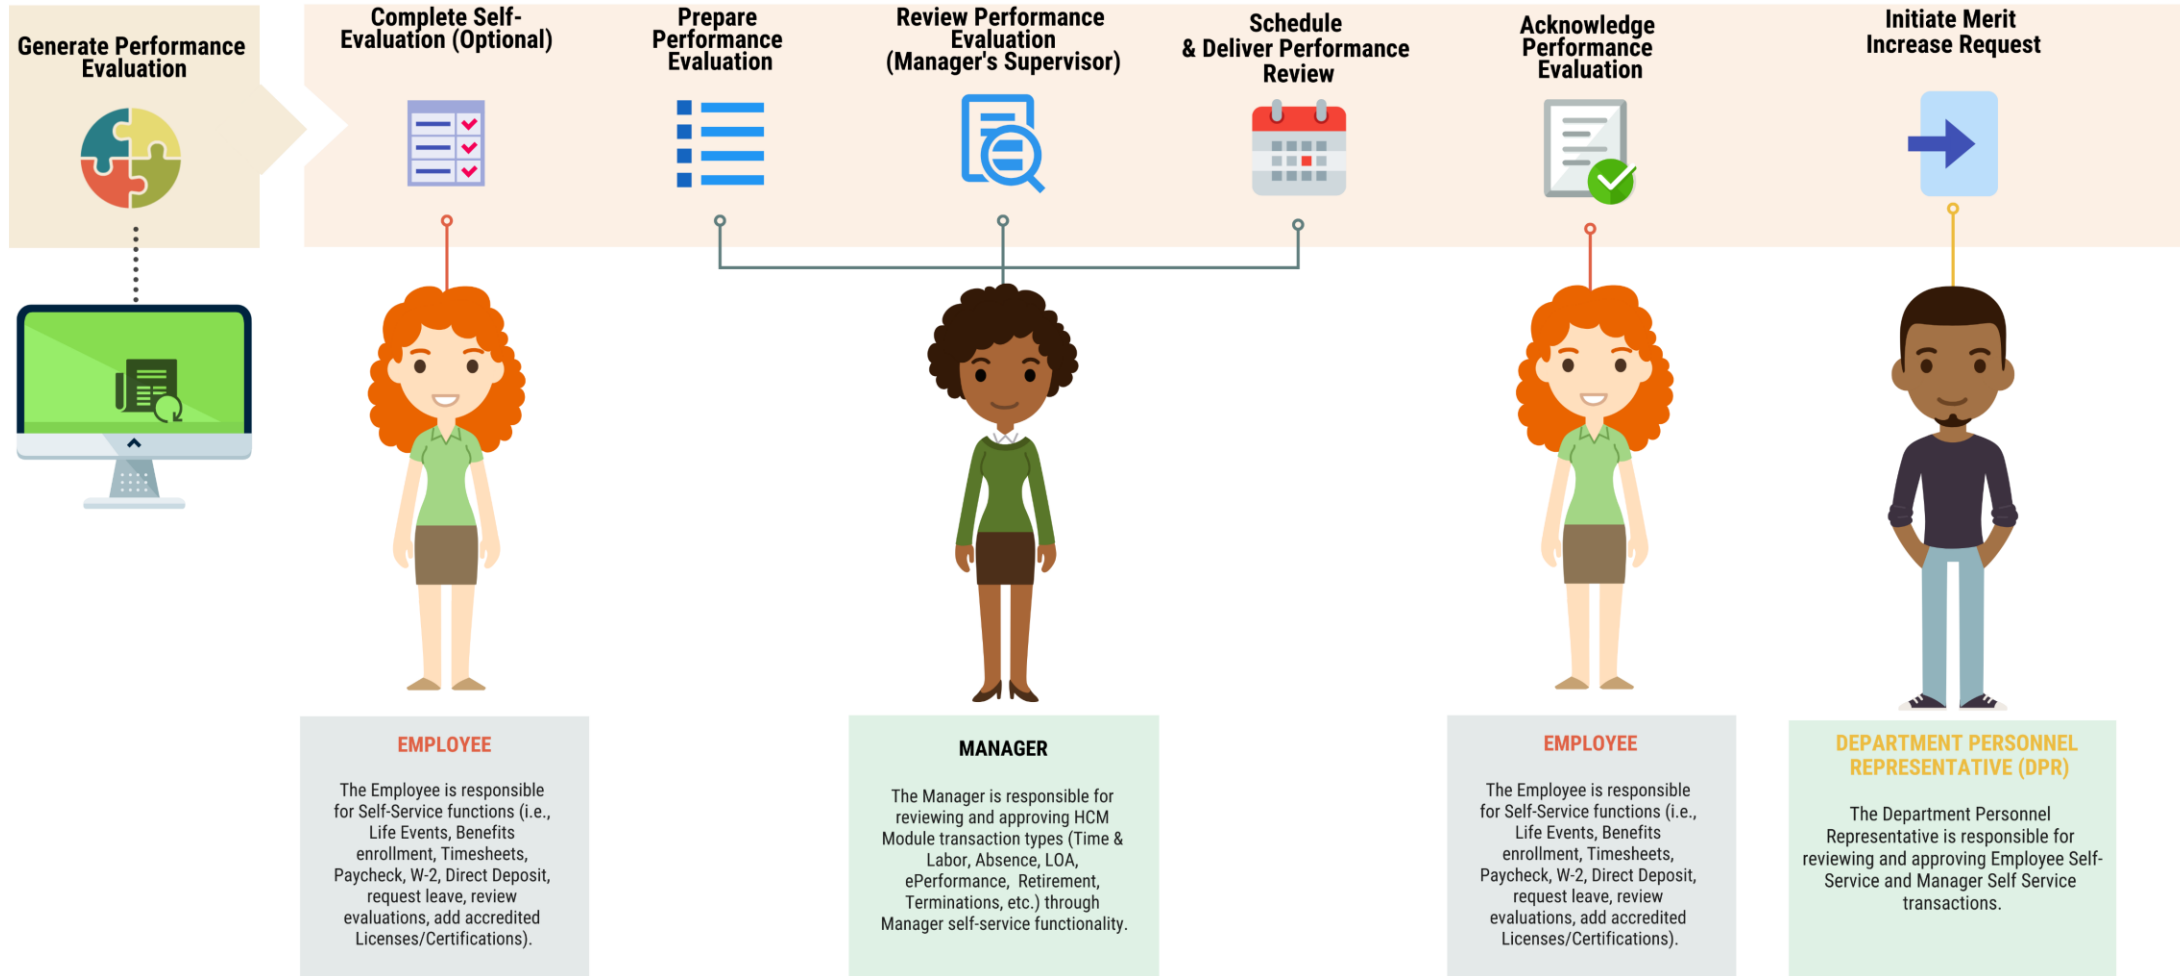 Generate Performance
Evaluation
Complete Self-
Evaluation (Optional)
Prepare
Performance
Evaluation
Review Performance
Evaluation
(Manager's Supervisor)
Schedule
& Deliver Performance
Review
Acknowledge
Performance
Evaluation
Initiate Merit
Increase Request
EMPLOYEE
The Employee is responsible
for Self-Service functions (i.e.,
Life Events, Benefits
enrollment, Timesheets,
Paycheck, W-2, Direct Deposit,
request leave, review
evaluations, add accredited
Licenses/Certifications).
MANAGER
The Manager is responsible for
reviewing and approving HCM
Module transaction types (Time &
Labor, Absence, LOA,
ePerformance, Retirement,
Terminations, etc.) through
Manager self-service functionality.
EMPLOYEE
The Employee is responsible
for Self-Service functions (i.e.,
Life Events, Benefits
enrollment, Timesheets,
Paycheck, W-2, Direct Deposit,
request leave, review
evaluations, add accredited
Licenses/Certifications).
DEPARTMENT PERSONNEL
REPRESENTATIVE (DPR)
The Department Personnel
Representative is responsible for
reviewing and approving Employee Self-
Service and Manager Self Service
transactions.